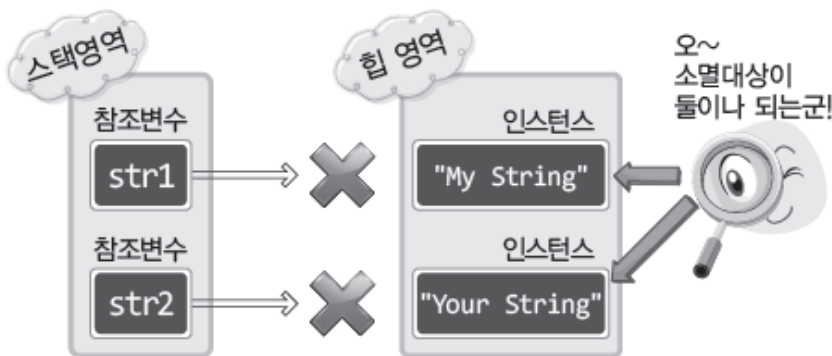 스택영역
힙 영역
오~
소멸대상이
둘이나 되는군!
참조변수
인스턴스
str1
"My String"
참조변수
인스턴스
str2
"Your String"